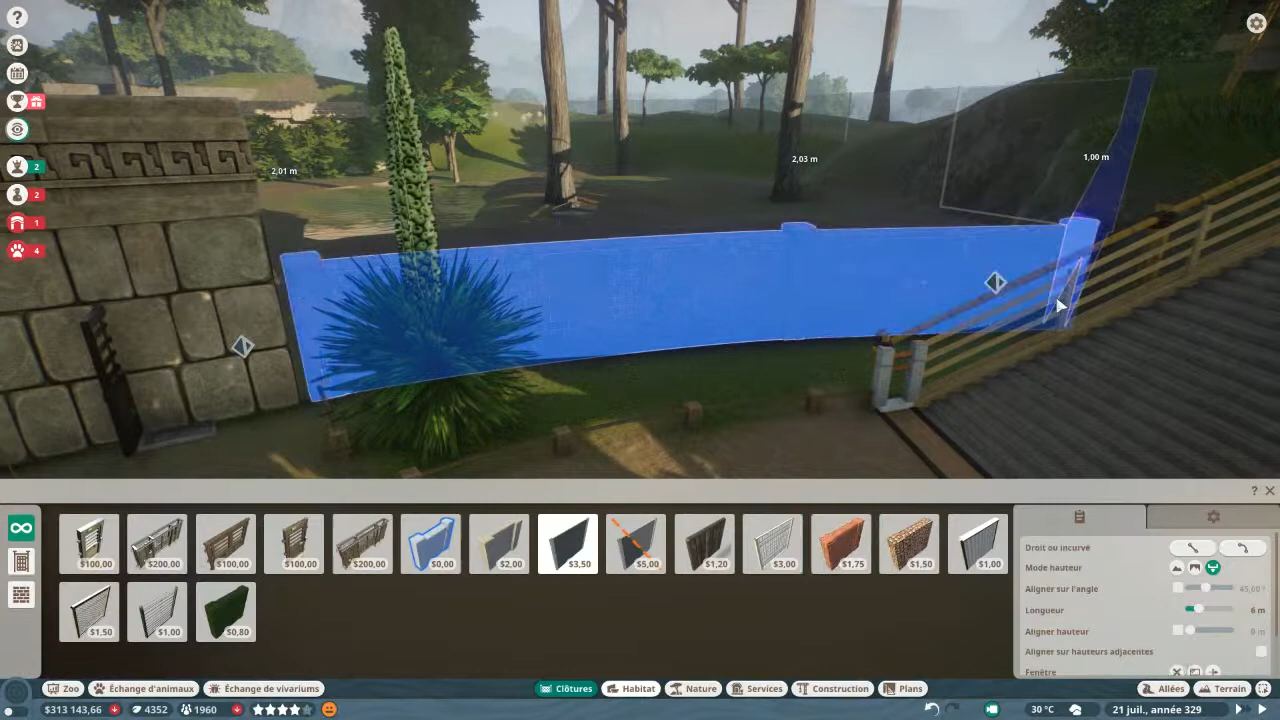 ?
2,01 m
2,03 m
1,00 m
2
2
1
4
?
$100,00
$200,00
$100,00
$100,00
$200,00
$0,00
$2,00
$3,50
$5,00
$1,20
$3,00
$1,75
$1,50
$1,00
$1,50
$1,00
$0,80
Droit ou incurvé
Mode hauteur
Aligner sur l'angle 45,00 °
Longueur 6 m
Aligner hauteur 0 m
Aligner sur hauteurs adjacentes
Fenêtre
Zoo
Échange d'animaux
Échange de vivariums
Clôtures
Habitat
Nature
Services
Construction
Plans
Allées
Terrain
$313 143,66
4352
1960
30 °C
21 juil., année 329